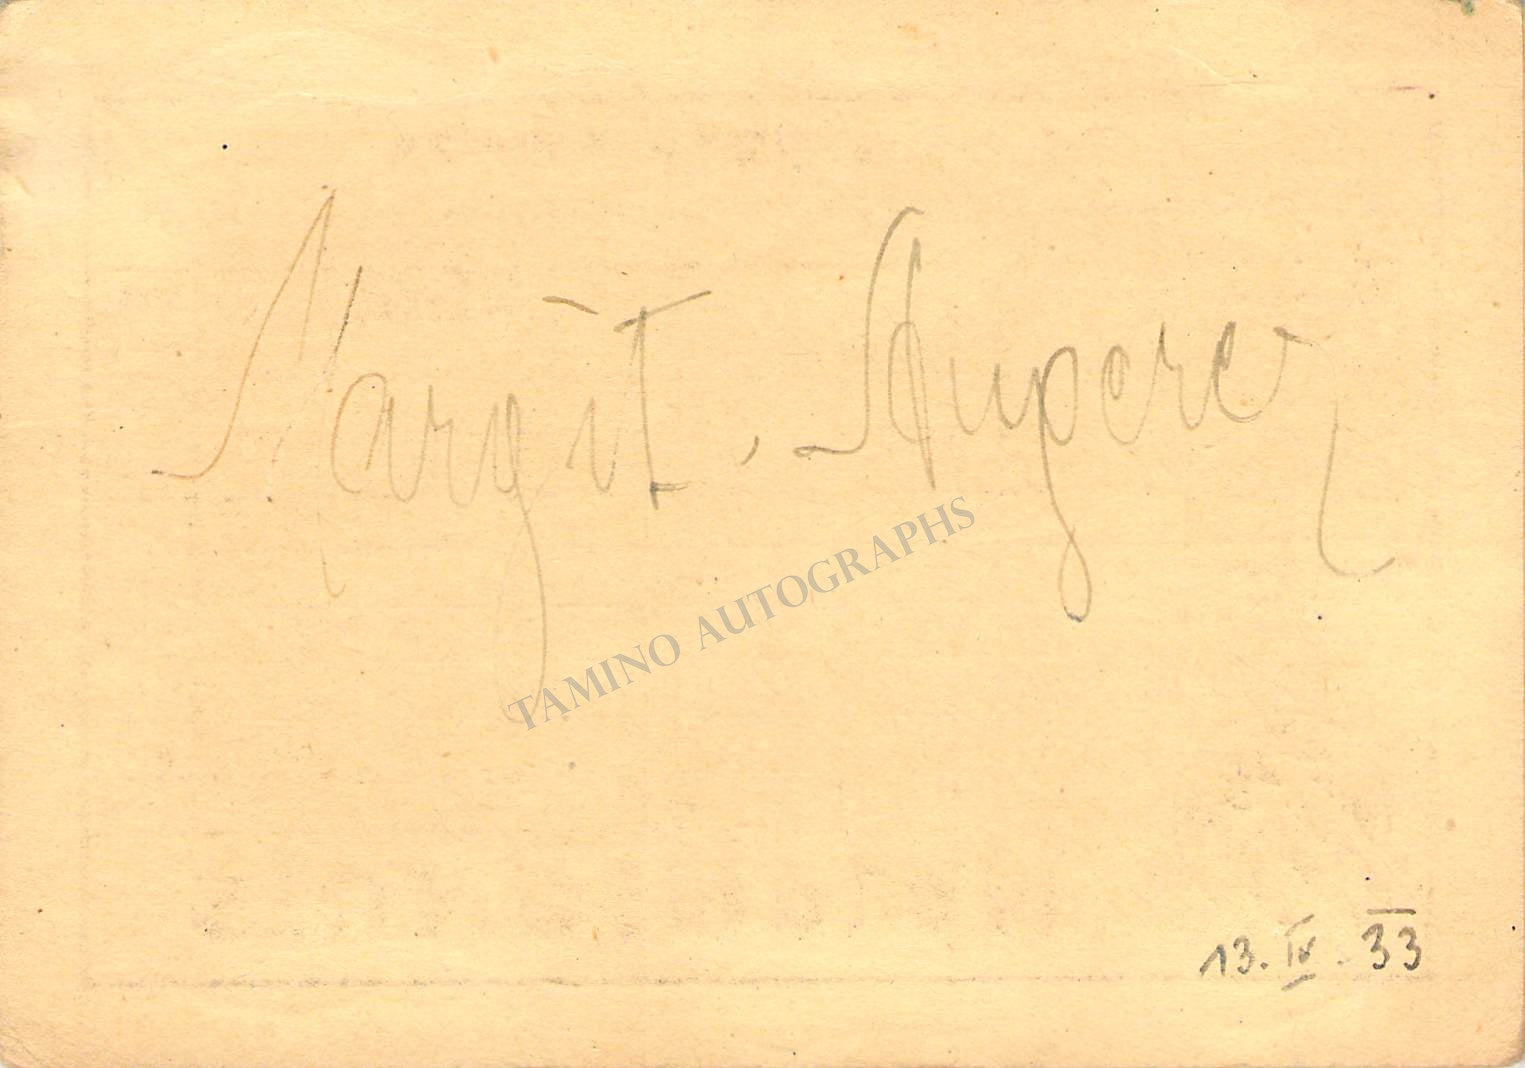 Margit Angerer
TAMINO AUTOGRAPHS
13. IV. 33